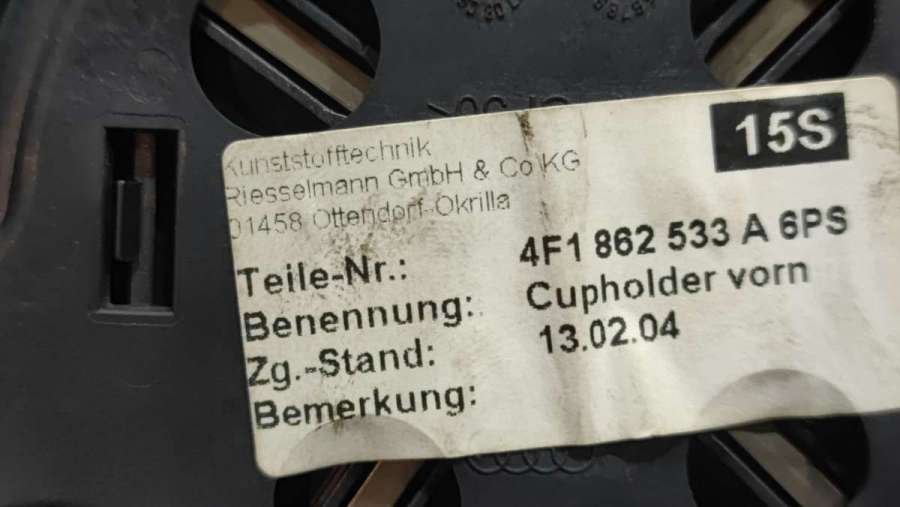 15S
Kunststofftechnik
Riesselmann GmbH & Co KG
01458 Ottendorf-Okrilla
Teile-Nr.: 4F1 862 533 A 6PS
Benennung: Cupholder vorn
Zg.-Stand: 13.02.04
Bemerkung: